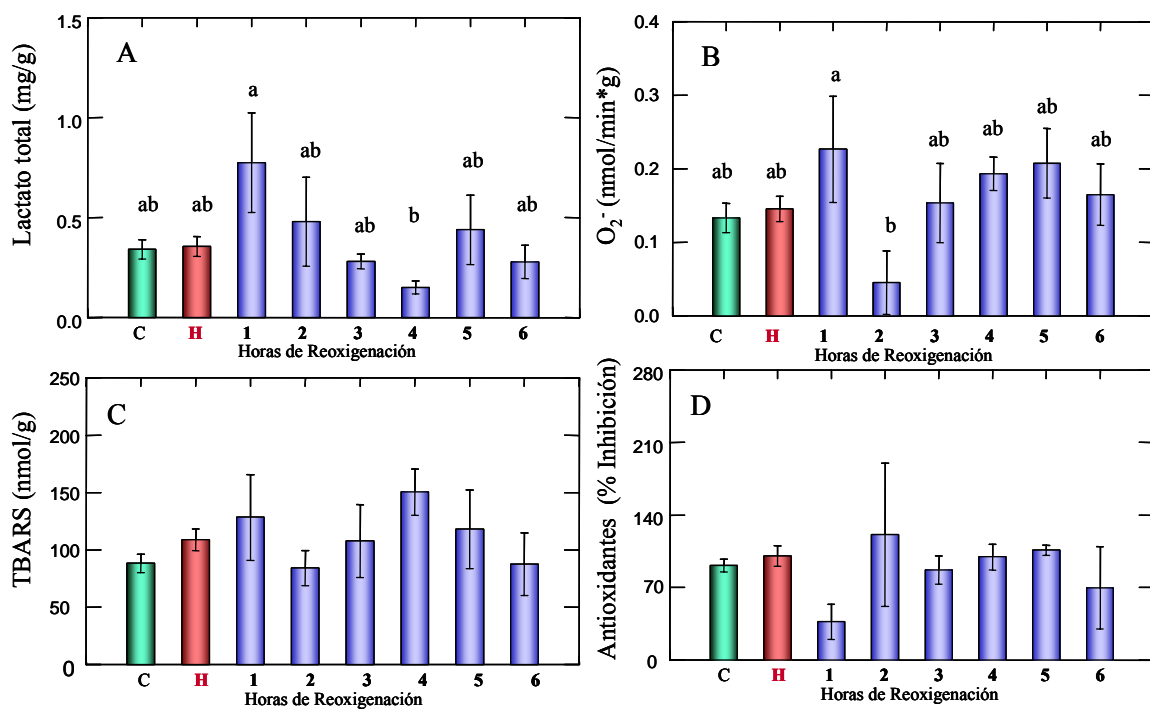 A
Lactato total (mg/g)
1.5
1.0
0.5
0.0
ab ab a ab ab b ab ab
C H 1 2 3 4 5 6
Horas de Reoxigenación
B
O₂⁻ (nmol/min*g)
0.4
0.3
0.2
0.1
0.0
ab ab a b ab ab ab ab
C H 1 2 3 4 5 6
Horas de Reoxigenación
C
TBARS (nmol/g)
250
200
150
100
50
0
C H 1 2 3 4 5 6
Horas de Reoxigenación
D
Antioxidantes (% Inhibición)
280
210
140
70
0
C H 1 2 3 4 5 6
Horas de Reoxigenación